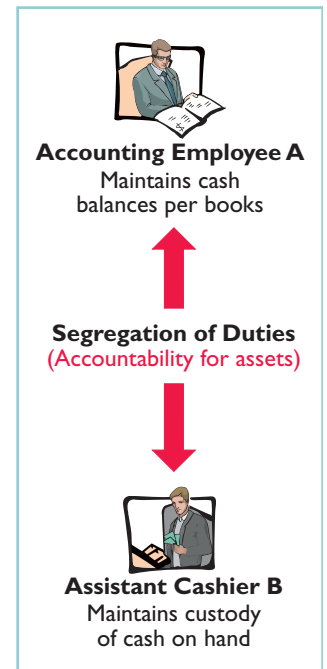 Accounting Employee A
Maintains cash
balances per books
Segregation of Duties
(Accountability for assets)
Assistant Cashier B
Maintains custody
of cash on hand